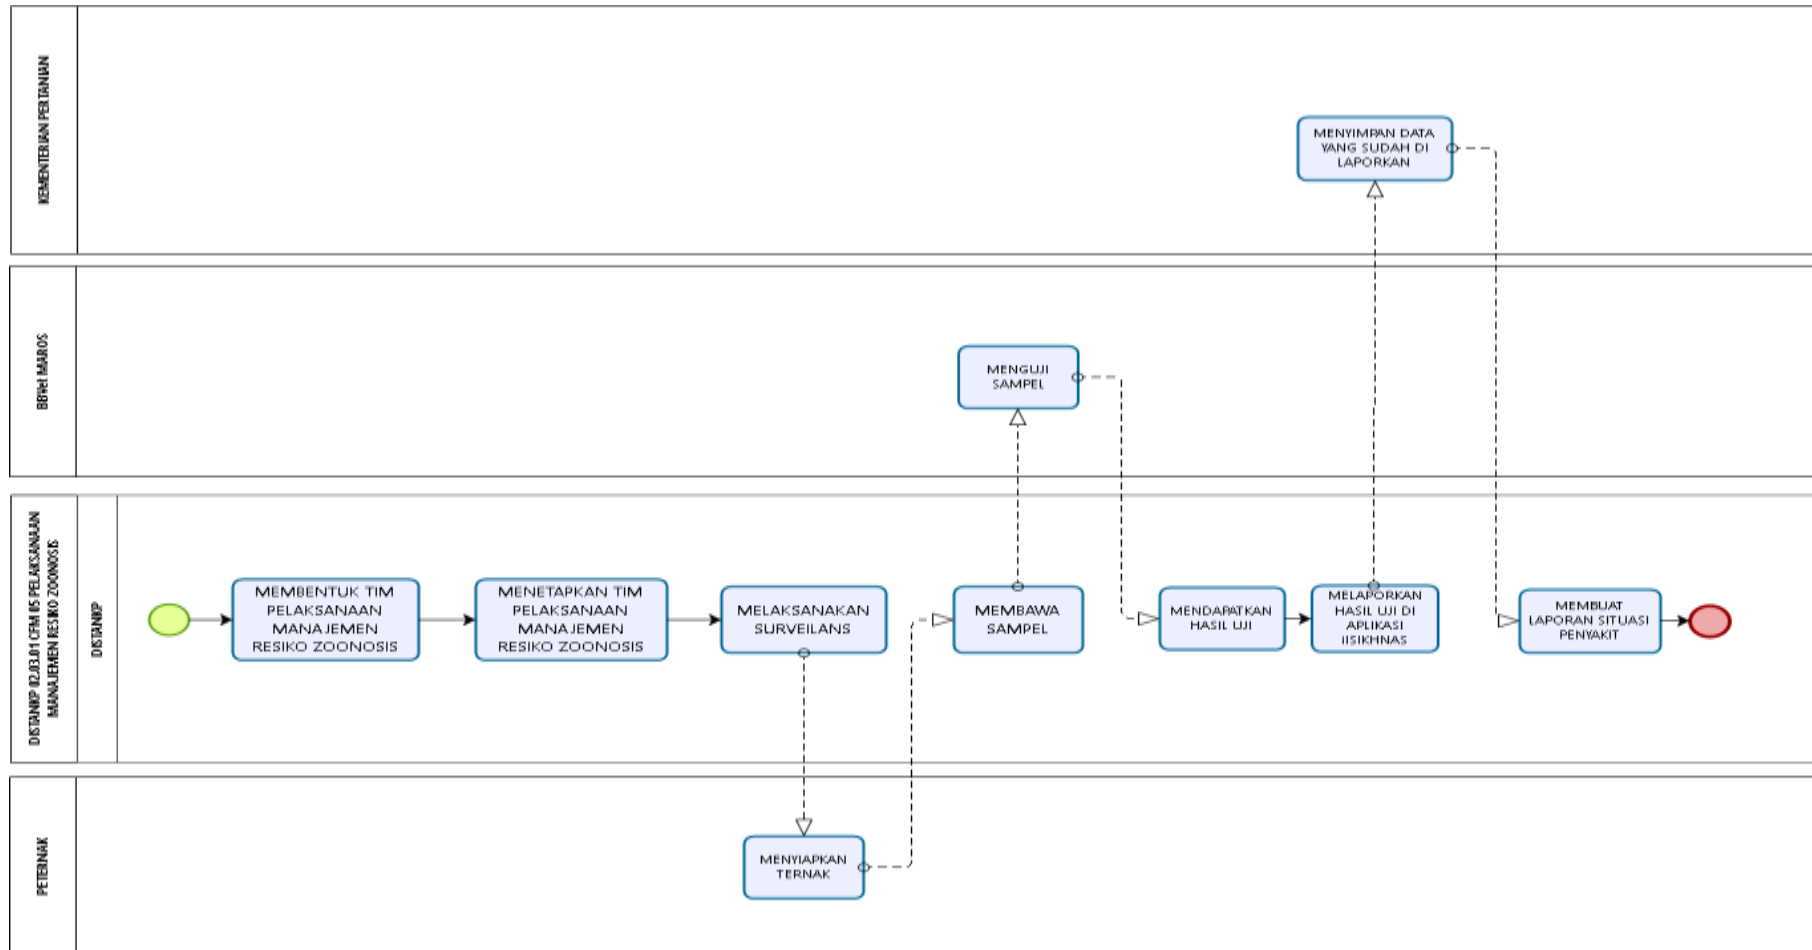 KEMENTERIAN PERTANIAN
MENYIMPAN DATA
YANG SUDAH DI
LAPORKAN
BBVet MAROS
MENGUJI
SAMPEL
DISTANKP 02.03.01 CFM 05 PELAKSANAAN
MANAJEMEN RESIKO ZOONOSIS
DISTANKP
MEMBENTUK TIM
PELAKSANAAN
MANAJEMEN
RESIKO ZOONOSIS
MENETAPKAN TIM
PELAKSANAAN
MANAJEMEN
RESIKO ZOONOSIS
MELAKSANAKAN
SURVEILANS
MEMBAWA
SAMPEL
MENDAPATKAN
HASIL UJI
MELAPORKAN
HASIL UJI DI
APLIKASI
IISIKHNAS
MEMBUAT
LAPORAN SITUASI
PENYAKIT
PETERNAK
MENYIAPKAN
TERNAK